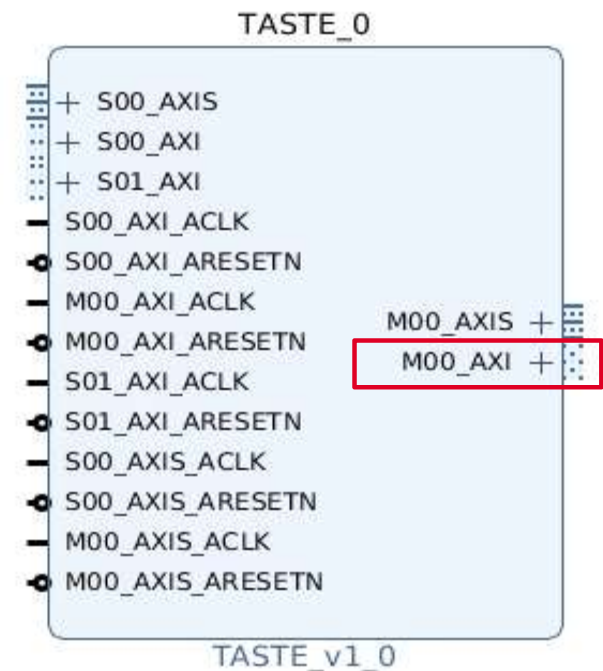 TASTE_0
+ S00_AXIS
+ S00_AXI
+ S01_AXI
S00_AXI_ACLK
S00_AXI_ARESETN
M00_AXI_ACLK
M00_AXI_ARESETN
S01_AXI_ACLK
S01_AXI_ARESETN
S00_AXIS_ACLK
S00_AXIS_ARESETN
M00_AXIS_ACLK
M00_AXIS_ARESETN
M00_AXIS +
M00_AXI +
TASTE_v1_0